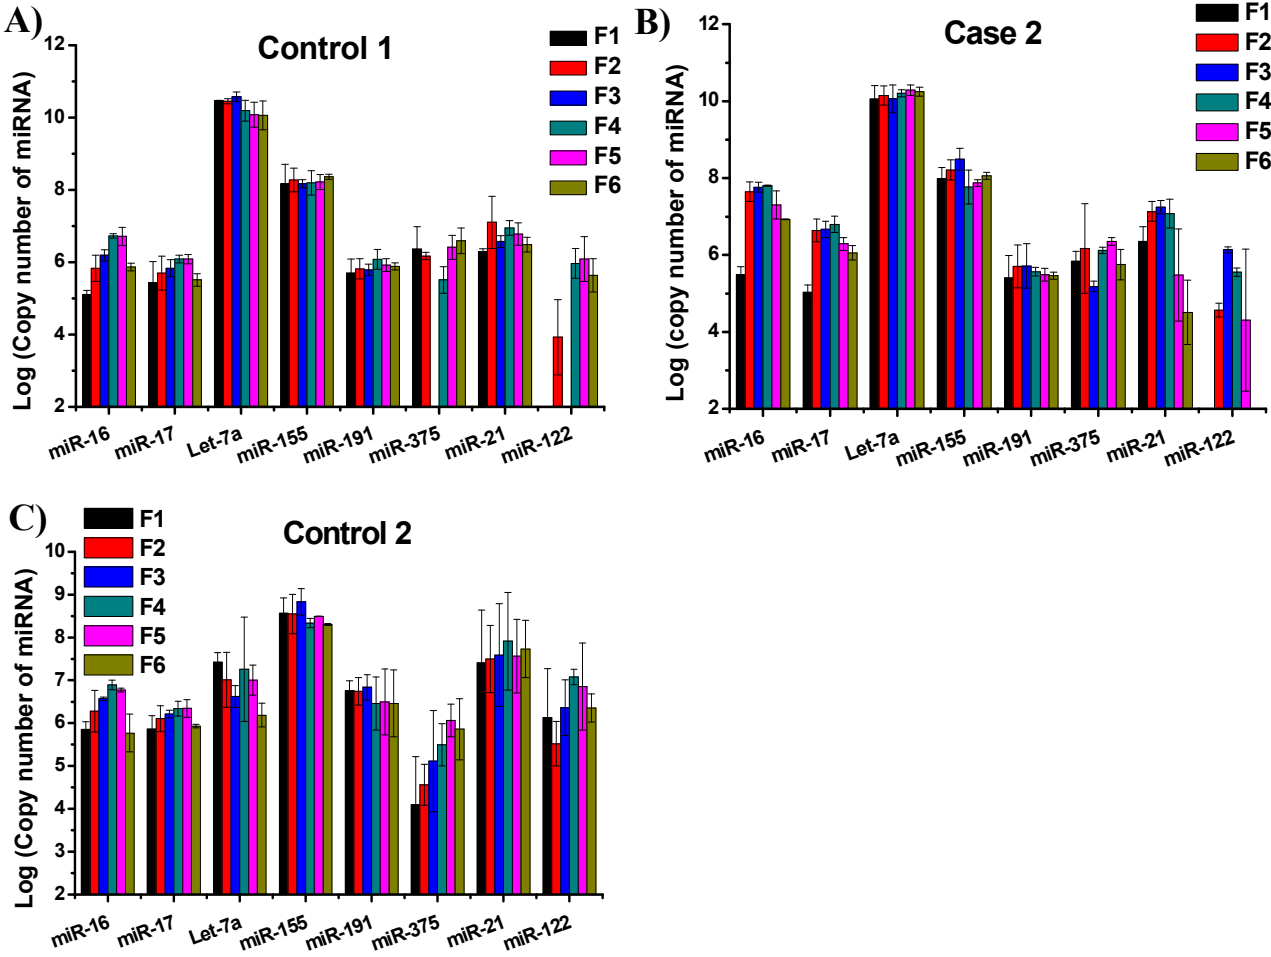 A)
Control 1
F1
F2
F3
F4
F5
F6
Log (Copy number of miRNA)
12
10
8
6
4
2
miR-16
miR-17
Let-7a
miR-155
miR-191
miR-375
miR-21
miR-122
B)
Case 2
F1
F2
F3
F4
F5
F6
Log (copy number of miRNA)
12
10
8
6
4
2
miR-16
miR-17
Let-7a
miR-155
miR-191
miR-375
miR-21
miR-122
C)
Control 2
F1
F2
F3
F4
F5
F6
Log (Copy number of miRNA)
10
9
8
7
6
5
4
3
2
miR-16
miR-17
Let-7a
miR-155
miR-191
miR-375
miR-21
miR-122